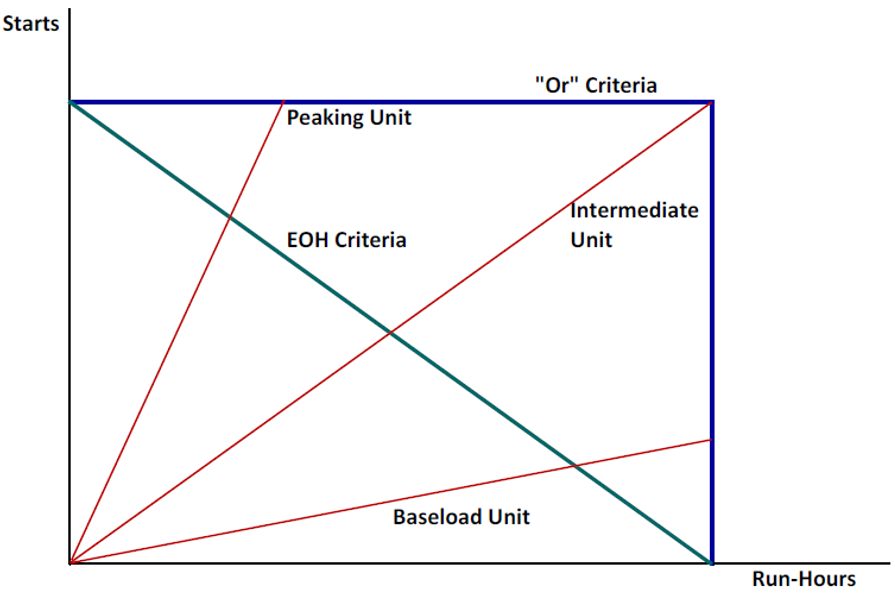 Starts
"Or" Criteria
Peaking Unit
Intermediate
Unit
EOH Criteria
Baseload Unit
Run-Hours